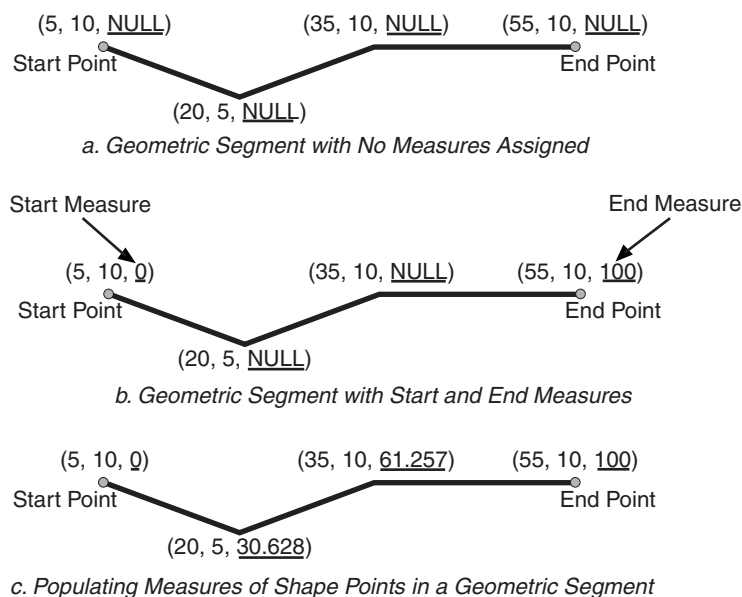 (5, 10, NULL) (35, 10, NULL) (55, 10, NULL)
Start Point End Point
(20, 5, NULL)
a. Geometric Segment with No Measures Assigned
Start Measure End Measure
(5, 10, 0) (35, 10, NULL) (55, 10, 100)
Start Point End Point
(20, 5, NULL)
b. Geometric Segment with Start and End Measures
(5, 10, 0) (35, 10, 61.257) (55, 10, 100)
Start Point End Point
(20, 5, 30.628)
c. Populating Measures of Shape Points in a Geometric Segment